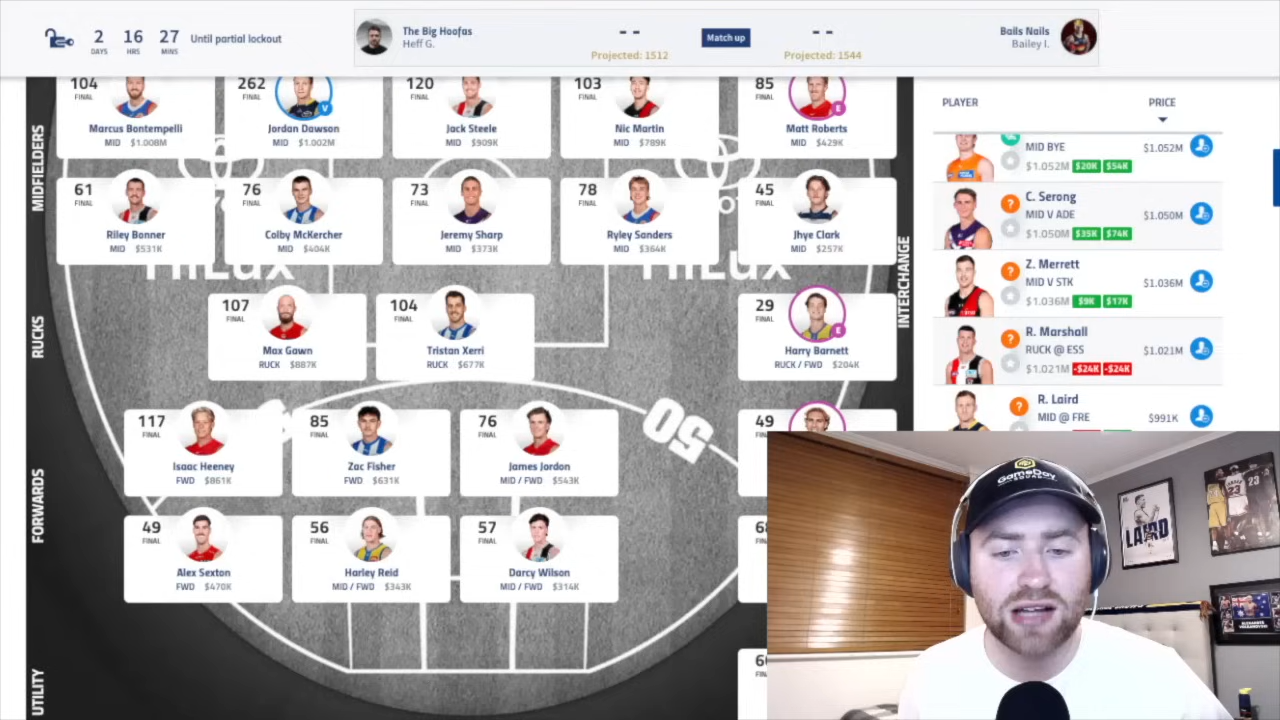 2 16 27 Until partial lockout
DAYS HRS MINS
The Big Hoofas
Heff G.
-- Match up --
Projected: 1512
Projected: 1544
Bails Nails
Bailey I.
MIDFIELDERS
104
FINAL
Marcus Bontempelli
MID $1.008M
262
FINAL
V
Jordan Dawson
MID $1.002M
120
FINAL
Jack Steele
MID $909K
103
FINAL
Nic Martin
MID $789K
85
FINAL
E
Matt Roberts
MID $429K
61
FINAL
Riley Bonner
MID $531K
76
FINAL
Colby McKercher
MID $404K
73
FINAL
Jeremy Sharp
MID $373K
78
FINAL
Ryley Sanders
MID $364K
45
FINAL
Jhye Clark
MID $257K
HiLux
HiLux
INTERCHANGE
RUCKS
107
FINAL
Max Gawn
RUCK $887K
104
FINAL
Tristan Xerri
RUCK $677K
29
FINAL
E
Harry Barnett
RUCK / FWD $204K
50
FORWARDS
117
FINAL
Isaac Heeney
FWD $861K
85
FINAL
Zac Fisher
FWD $631K
76
FINAL
James Jordon
MID / FWD $543K
49
FINAL
49
FINAL
Alex Sexton
FWD $470K
56
FINAL
Harley Reid
MID / FWD $343K
57
FINAL
Darcy Wilson
MID / FWD $314K
UTILITY
PLAYER PRICE
MID BYE
$1.052M
$1.052M $20K $54K
? C. Serong
MID V ADE
$1.050M
$1.050M $35K $74K
? Z. Merrett
MID V STK
$1.036M
$1.036M $9K $17K
? R. Marshall
RUCK @ ESS
$1.021M
$1.021M -$24K -$24K
? R. Laird
MID @ FRE
$991K
GameDay
LAIRD
23
23